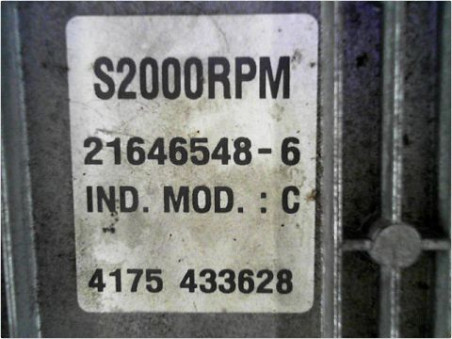 S2000RPM
21646548-6
IND. MOD. : C
4175 433628